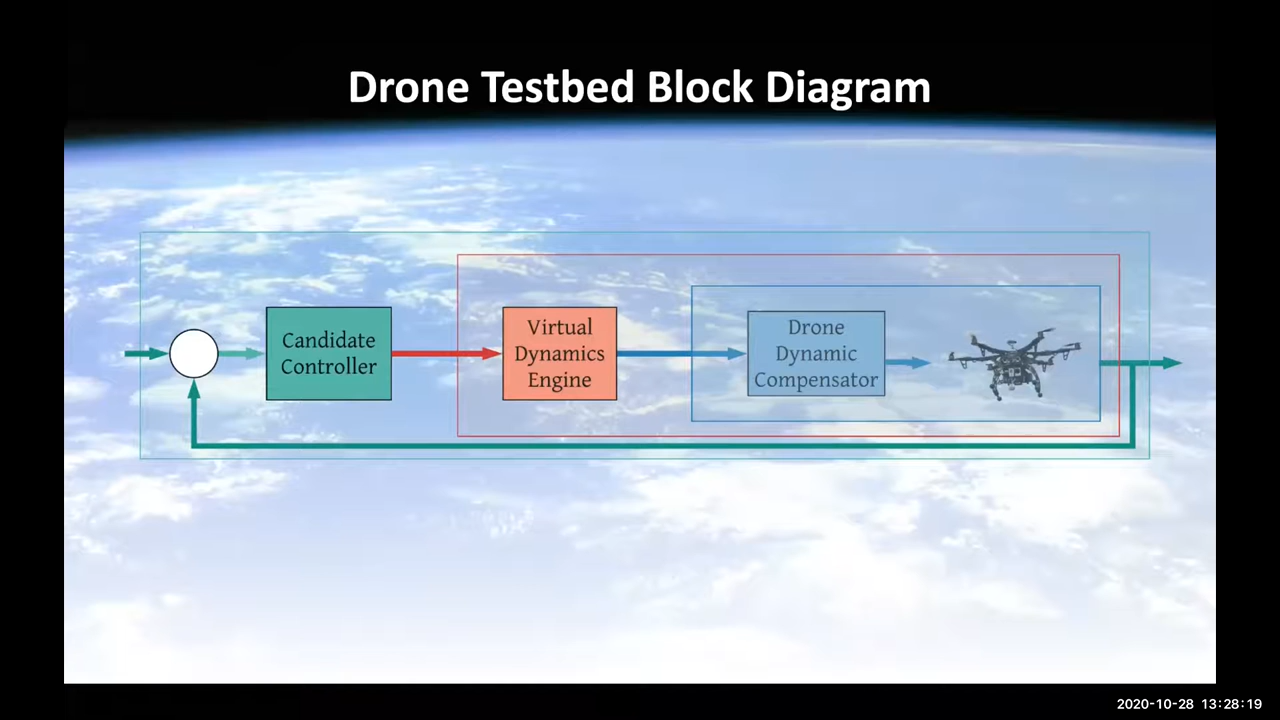 Drone Testbed Block Diagram
Candidate
Controller
Virtual
Dynamics
Engine
Drone
Dynamic
Compensator
2020-10-28 13:28:19